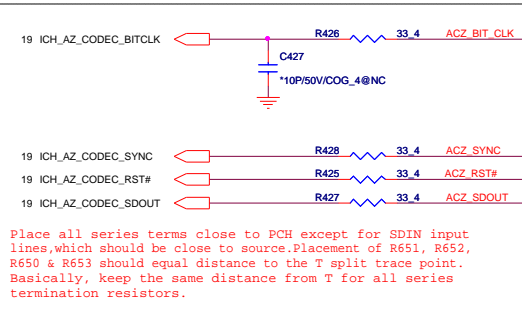 19 ICH_AZ_CODEC_BITCLK R426 33_4 ACZ_BIT_CLK
C427
*10P/50V/COG_4@NC
19 ICH_AZ_CODEC_SYNC R428 33_4 ACZ_SYNC
19 ICH_AZ_CODEC_RST# R425 33_4 ACZ_RST#
19 ICH_AZ_CODEC_SDOUT R427 33_4 ACZ_SDOUT
Place all series terms close to PCH except for SDIN input
lines,which should be close to source.Placement of R651, R652,
R650 & R653 should equal distance to the T split trace point.
Basically, keep the same distance from T for all series
termination resistors.